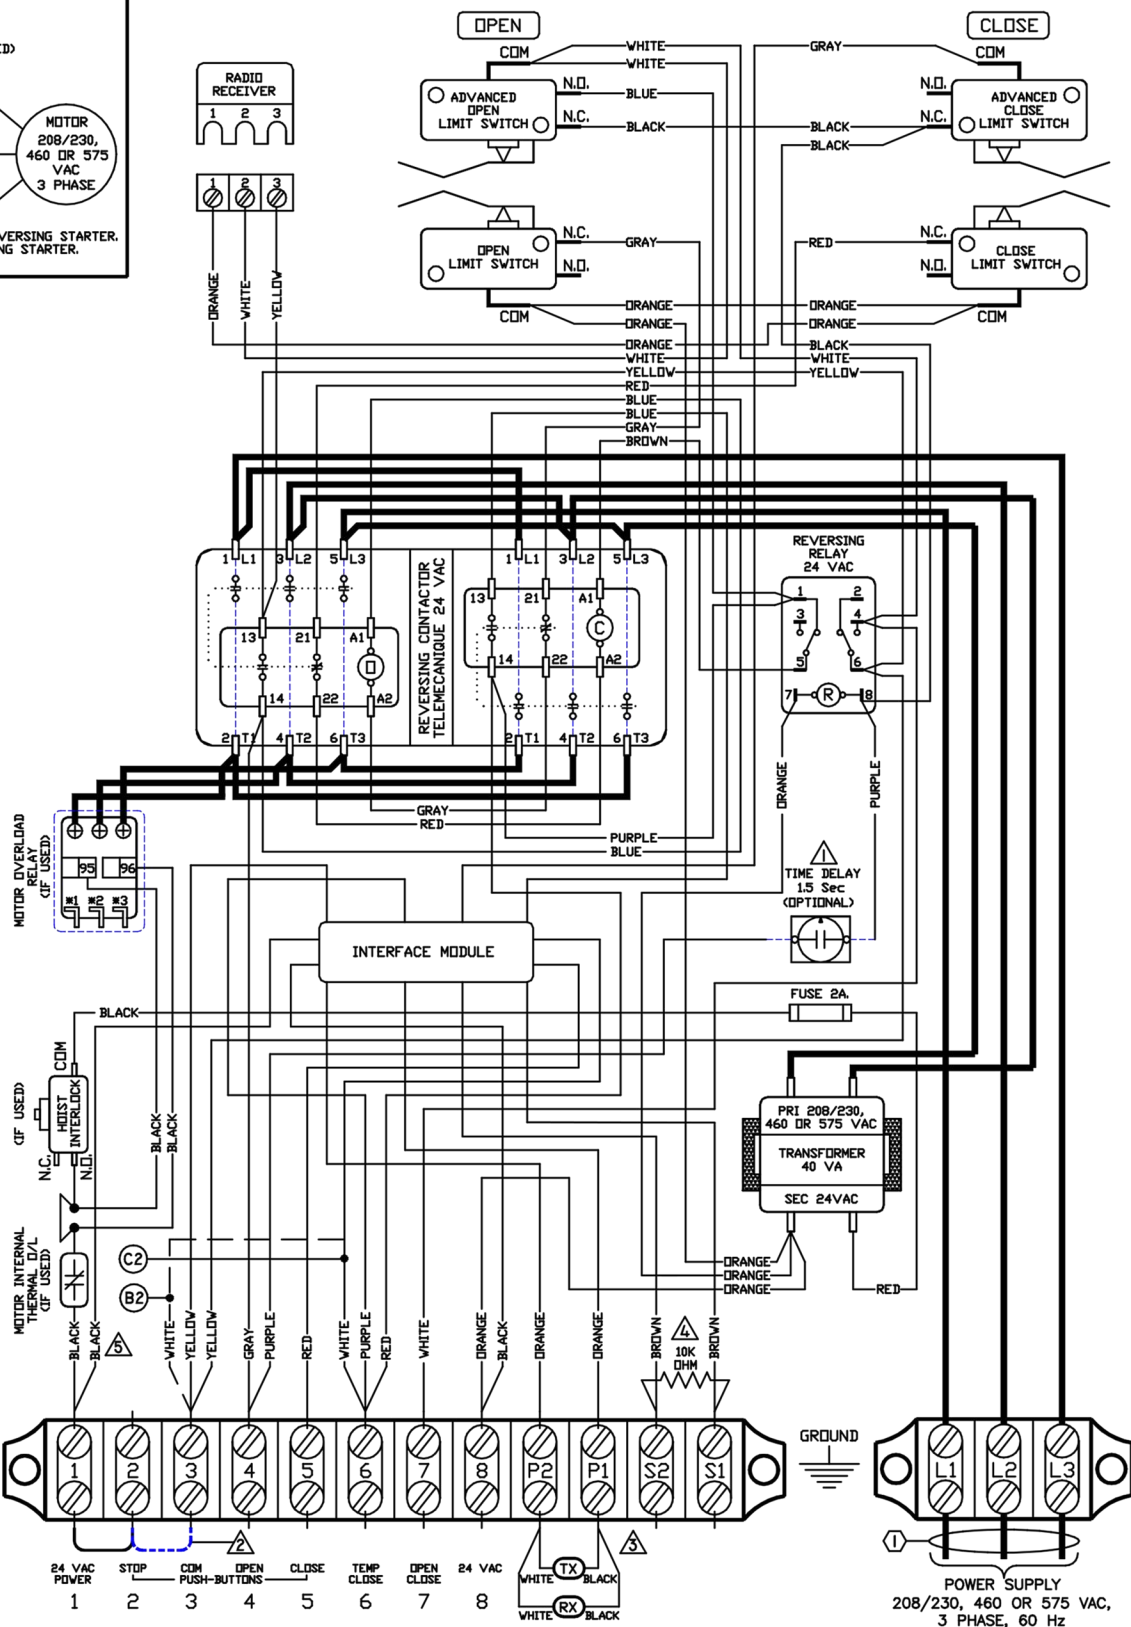 OPEN
CLOSE
ED)
COM
WHITE
GRAY
COM
WHITE
RADIO
RECEIVER
1 2 3
N.O.
BLUE
N.O.
ADVANCED
OPEN
LIMIT SWITCH
N.C.
BLACK
BLACK
N.C.
ADVANCED
CLOSE
LIMIT SWITCH
BLACK
MOTOR
208/230,
460 OR 575
VAC
3 PHASE
1 2 3
VERSING STARTER.
NG STARTER.
OPEN
LIMIT SWITCH
N.C.
GRAY
RED
N.C.
CLOSE
LIMIT SWITCH
N.O.
N.O.
ORANGE
WHITE
YELLOW
COM
ORANGE
ORANGE
COM
ORANGE
ORANGE
ORANGE
BLACK
WHITE
WHITE
YELLOW
YELLOW
RED
BLUE
BLUE
GRAY
BROWN
REVERSING
RELAY
24 VAC
1 L1 3 L2 5 L3
1 L1 3 L2 5 L3
REVERSING CONTACTOR
TELEMECANIQUE 24 VAC
13 21 A1
O
14 22 A2
13 21 A1
C
14 22 A2
1 2
3 4
5 6
7 R 8
2 T1 4 T2 6 T3
2 T1 4 T2 6 T3
ORANGE
PURPLE
GRAY
RED
PURPLE
BLUE
MOTOR OVERLOAD
RELAY
(IF USED)
95 96
*1 *2 *3
1
TIME DELAY
1.5 Sec
(OPTIONAL)
INTERFACE MODULE
FUSE 2A.
BLACK
COM
(IF USED)
HOIST
INTERLOCK
N.C.
N.O.
BLACK
BLACK
PRI 208/230,
460 OR 575 VAC
TRANSFORMER
40 VA
SEC 24VAC
MOTOR INTERNAL
THERMAL O/L
(IF USED)
C2
B2
ORANGE
ORANGE
ORANGE
RED
BLACK
BLACK
5
WHITE
YELLOW
YELLOW
GRAY
PURPLE
RED
WHITE
PURPLE
RED
WHITE
ORANGE
BLACK
ORANGE
ORANGE
BROWN
4
10K
OHM
BROWN
1 2 3 4 5 6 7 8 P2 P1 S2 S1
GROUND
L1 L2 L3
2
3
1
24 VAC
POWER
STOP
COM
OPEN
CLOSE
PUSH-BUTTONS
TEMP
CLOSE
OPEN
CLOSE
24 VAC
WHITE TX BLACK
1 2 3 4 5 6 7 8
WHITE RX BLACK
POWER SUPPLY
208/230, 460 OR 575 VAC,
3 PHASE, 60 Hz